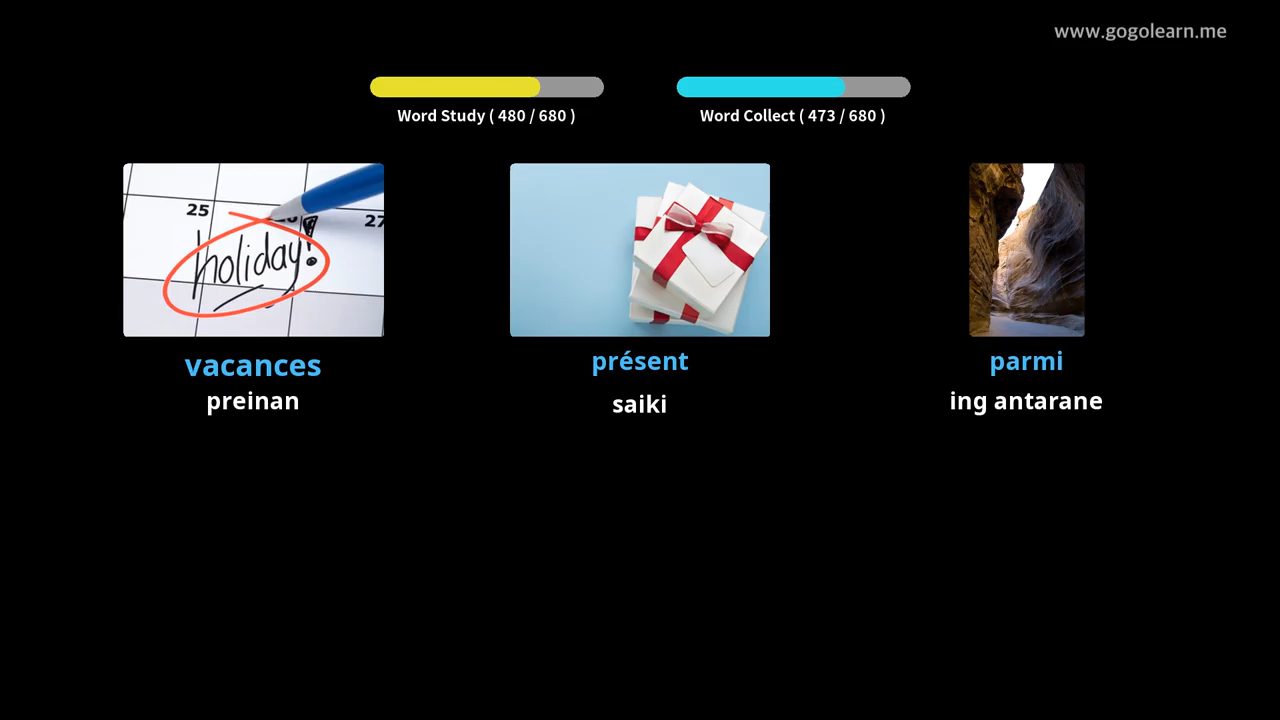 www.gogolearn.me
Word Study ( 480 / 680 )
Word Collect ( 473 / 680 )
25
27
holiday!
vacances
preinan
présent
saiki
parmi
ing antarane